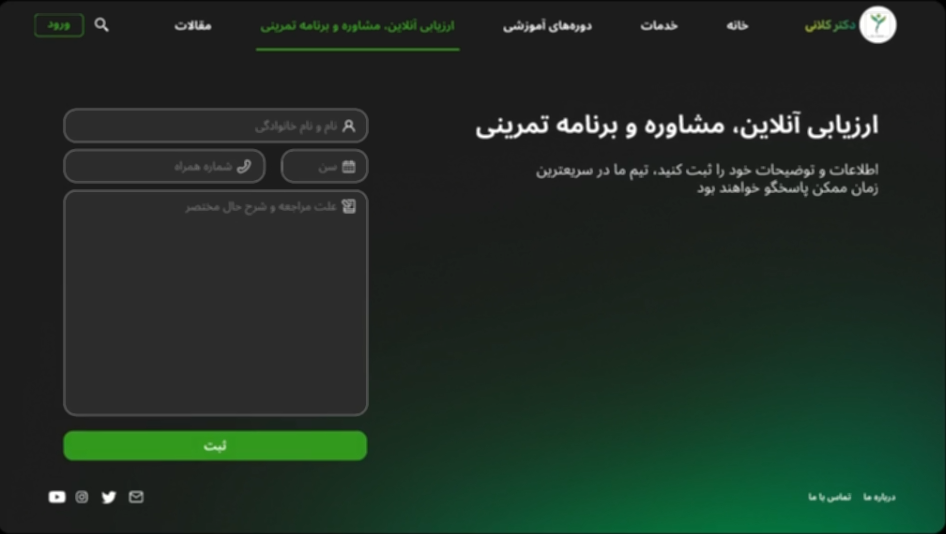 دکتر کلانی
خانه
خدمات
دوره‌های آموزشی
ارزیابی آنلاین، مشاوره و برنامه تمرینی
مقالات
ورود
ارزیابی آنلاین، مشاوره و برنامه تمرینی
اطلاعات و توضیحات خود را ثبت کنید، تیم ما در سریعترین
زمان ممکن پاسخگو خواهند بود
نام و نام خانوادگی
سن
شماره همراه
علت مراجعه و شرح حال مختصر
ثبت
درباره ما
تماس با ما